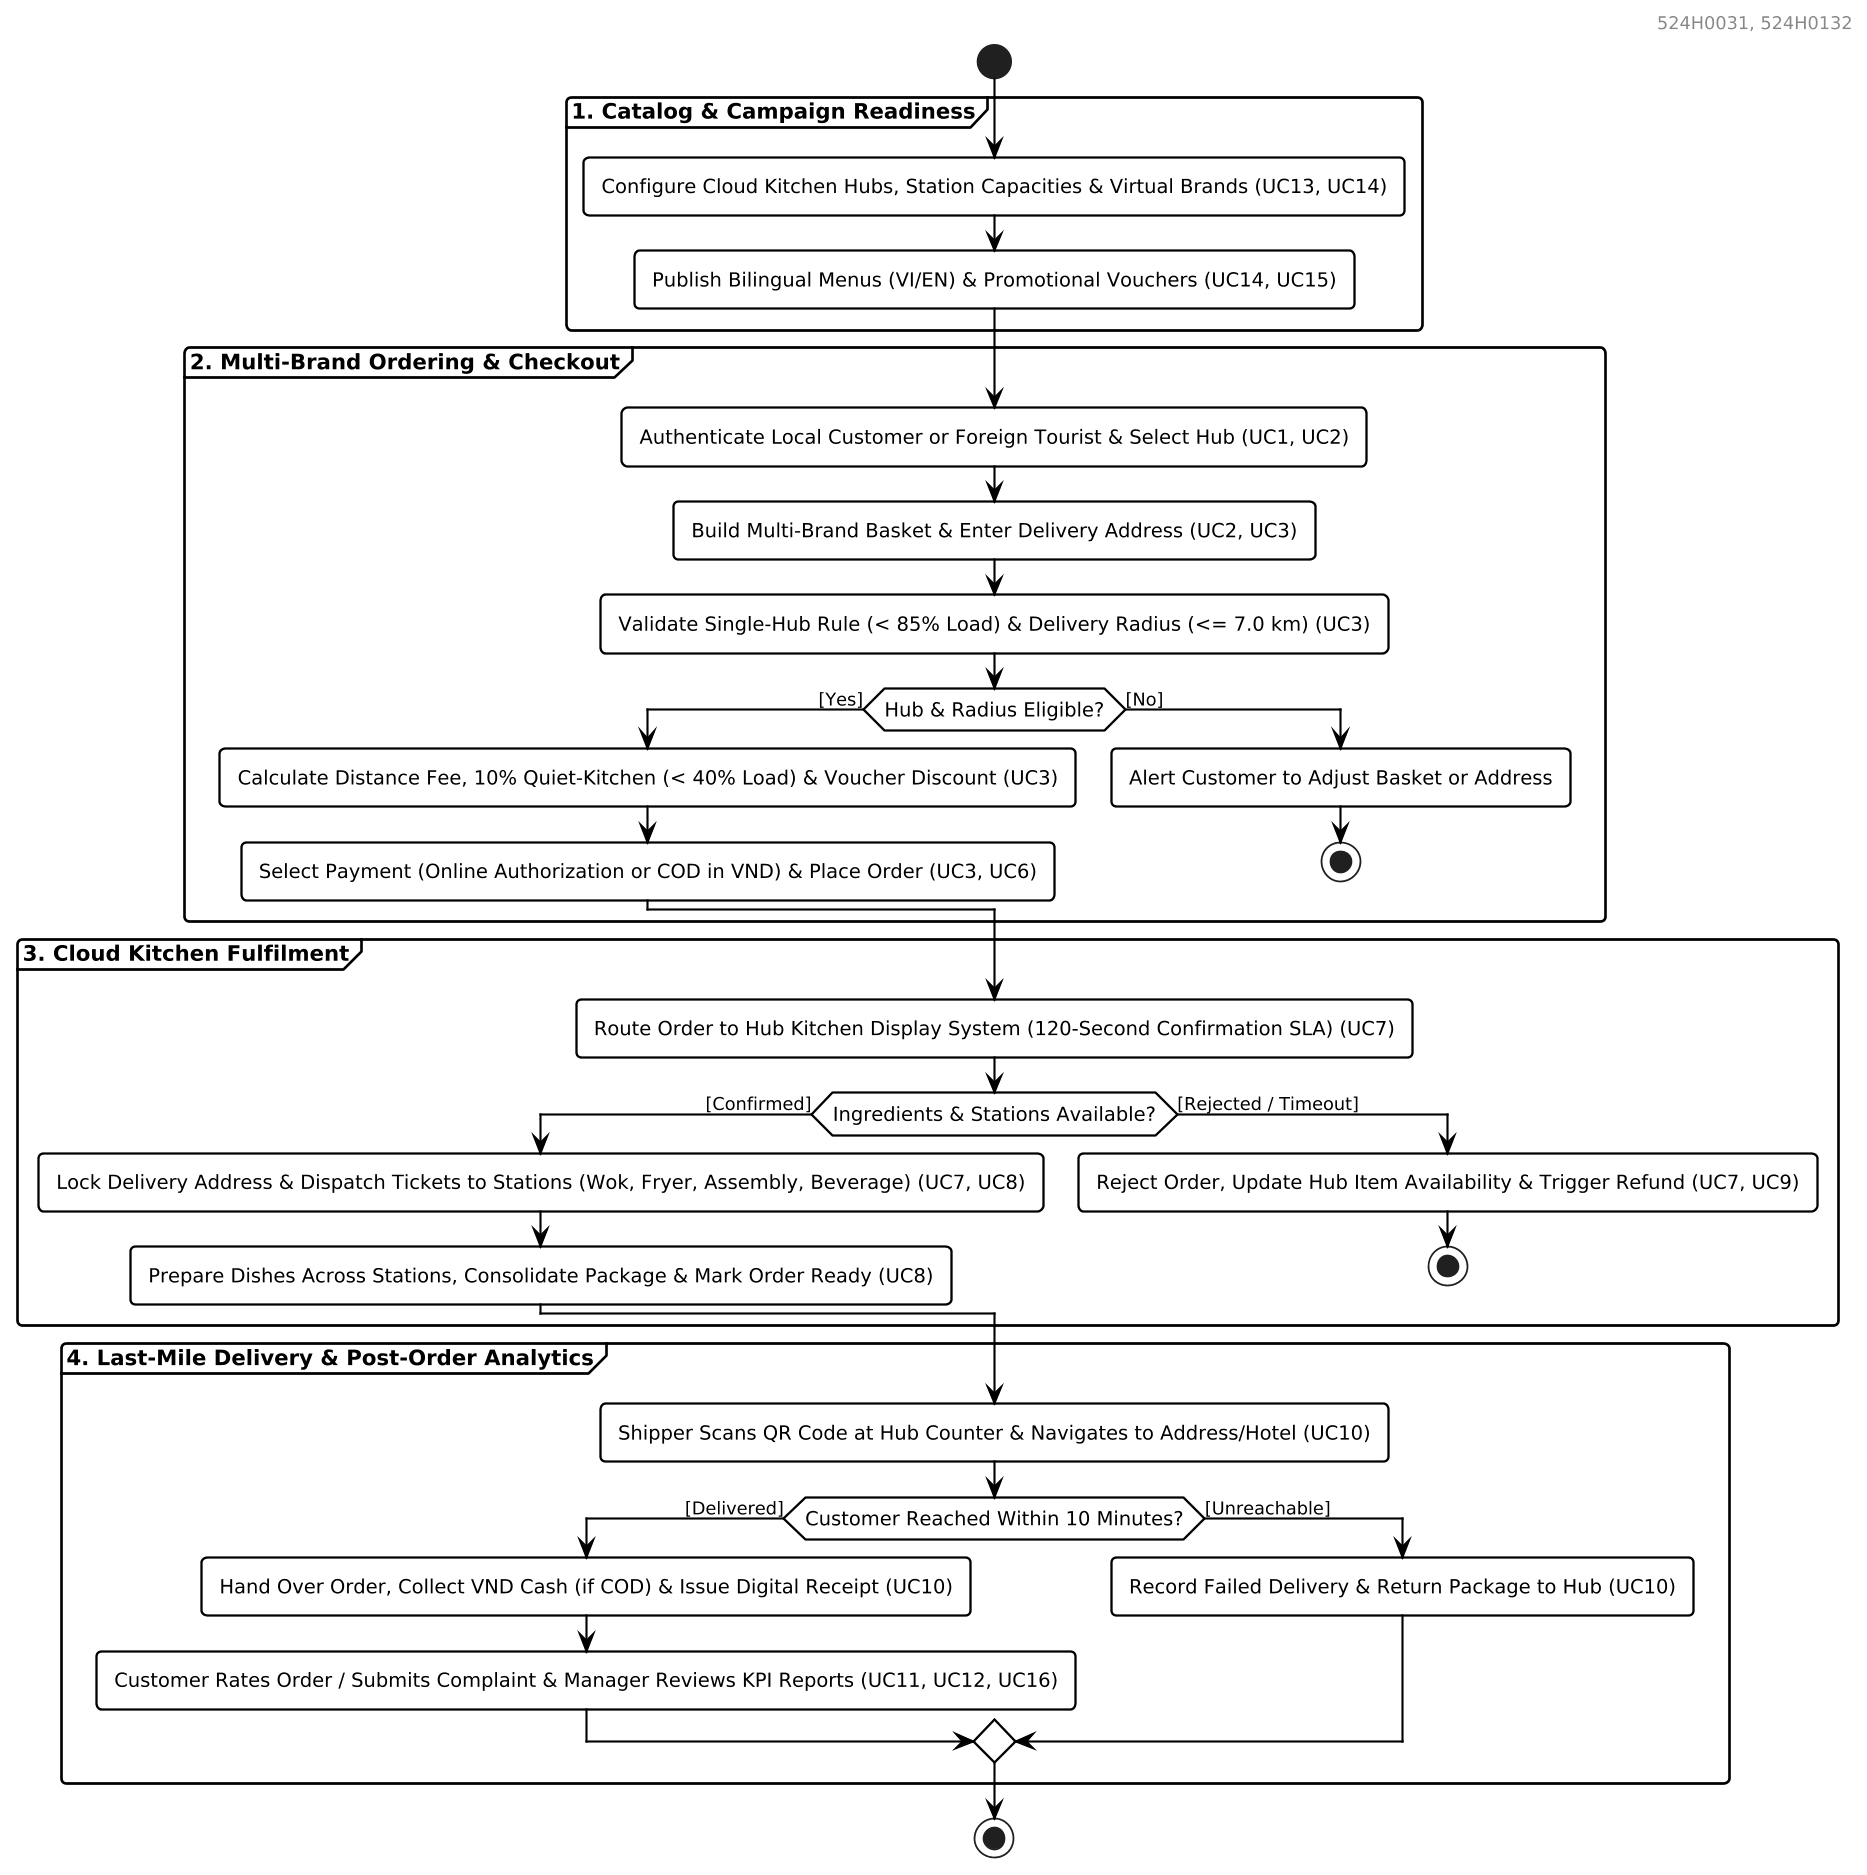 524H0031, 524H0132
1. Catalog & Campaign Readiness
Configure Cloud Kitchen Hubs, Station Capacities & Virtual Brands (UC13, UC14)
Publish Bilingual Menus (VI/EN) & Promotional Vouchers (UC14, UC15)
2. Multi-Brand Ordering & Checkout
Authenticate Local Customer or Foreign Tourist & Select Hub (UC1, UC2)
Build Multi-Brand Basket & Enter Delivery Address (UC2, UC3)
Validate Single-Hub Rule (< 85% Load) & Delivery Radius (<= 7.0 km) (UC3)
[Yes]
Hub & Radius Eligible?
[No]
Calculate Distance Fee, 10% Quiet-Kitchen (< 40% Load) & Voucher Discount (UC3)
Alert Customer to Adjust Basket or Address
Select Payment (Online Authorization or COD in VND) & Place Order (UC3, UC6)
3. Cloud Kitchen Fulfilment
Route Order to Hub Kitchen Display System (120-Second Confirmation SLA) (UC7)
[Confirmed]
Ingredients & Stations Available?
[Rejected / Timeout]
Lock Delivery Address & Dispatch Tickets to Stations (Wok, Fryer, Assembly, Beverage) (UC7, UC8)
Reject Order, Update Hub Item Availability & Trigger Refund (UC7, UC9)
Prepare Dishes Across Stations, Consolidate Package & Mark Order Ready (UC8)
4. Last-Mile Delivery & Post-Order Analytics
Shipper Scans QR Code at Hub Counter & Navigates to Address/Hotel (UC10)
[Delivered]
Customer Reached Within 10 Minutes?
[Unreachable]
Hand Over Order, Collect VND Cash (if COD) & Issue Digital Receipt (UC10)
Record Failed Delivery & Return Package to Hub (UC10)
Customer Rates Order / Submits Complaint & Manager Reviews KPI Reports (UC11, UC12, UC16)